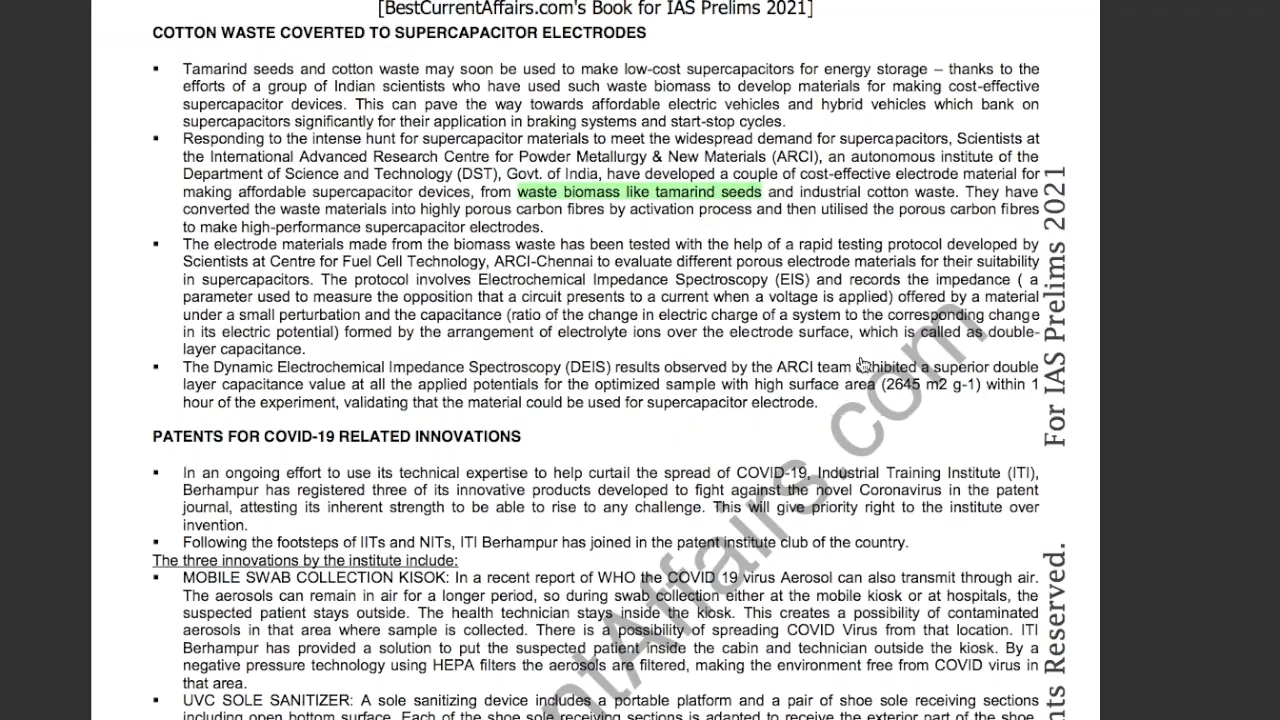 [BestCurrentAffairs.com's Book for IAS Prelims 2021]
COTTON WASTE COVERTED TO SUPERCAPACITOR ELECTRODES
▪ Tamarind seeds and cotton waste may soon be used to make low-cost supercapacitors for energy storage – thanks to the
efforts of a group of Indian scientists who have used such waste biomass to develop materials for making cost-effective
supercapacitor devices. This can pave the way towards affordable electric vehicles and hybrid vehicles which bank on
supercapacitors significantly for their application in braking systems and start-stop cycles.
▪ Responding to the intense hunt for supercapacitor materials to meet the widespread demand for supercapacitors, Scientists at
the International Advanced Research Centre for Powder Metallurgy & New Materials (ARCI), an autonomous institute of the
Department of Science and Technology (DST), Govt. of India, have developed a couple of cost-effective electrode material for
making affordable supercapacitor devices, from waste biomass like tamarind seeds and industrial cotton waste. They have
converted the waste materials into highly porous carbon fibres by activation process and then utilised the porous carbon fibres
to make high-performance supercapacitor electrodes.
▪ The electrode materials made from the biomass waste has been tested with the help of a rapid testing protocol developed by
Scientists at Centre for Fuel Cell Technology, ARCI-Chennai to evaluate different porous electrode materials for their suitability
in supercapacitors. The protocol involves Electrochemical Impedance Spectroscopy (EIS) and records the impedance ( a
parameter used to measure the opposition that a circuit presents to a current when a voltage is applied) offered by a material
under a small perturbation and the capacitance (ratio of the change in electric charge of a system to the corresponding change
in its electric potential) formed by the arrangement of electrolyte ions over the electrode surface, which is called as double-
layer capacitance.
▪ The Dynamic Electrochemical Impedance Spectroscopy (DEIS) results observed by the ARCI team exhibited a superior double
layer capacitance value at all the applied potentials for the optimized sample with high surface area (2645 m2 g-1) within 1
hour of the experiment, validating that the material could be used for supercapacitor electrode.
PATENTS FOR COVID-19 RELATED INNOVATIONS
▪ In an ongoing effort to use its technical expertise to help curtail the spread of COVID-19, Industrial Training Institute (ITI),
Berhampur has registered three of its innovative products developed to fight against the novel Coronavirus in the patent
journal, attesting its inherent strength to be able to rise to any challenge. This will give priority right to the institute over
invention.
▪ Following the footsteps of IITs and NITs, ITI Berhampur has joined in the patent institute club of the country.
The three innovations by the institute include:
▪ MOBILE SWAB COLLECTION KISOK: In a recent report of WHO the COVID 19 virus Aerosol can also transmit through air.
The aerosols can remain in air for a longer period, so during swab collection either at the mobile kiosk or at hospitals, the
suspected patient stays outside. The health technician stays inside the kiosk. This creates a possibility of contaminated
aerosols in that area where sample is collected. There is a possibility of spreading COVID Virus from that location. ITI
Berhampur has provided a solution to put the suspected patient inside the cabin and technician outside the kiosk. By a
negative pressure technology using HEPA filters the aerosols are filtered, making the environment free from COVID virus in
that area.
▪ UVC SOLE SANITIZER: A sole sanitizing device includes a portable platform and a pair of shoe sole receiving sections
including open bottom surface. Each of the shoe sole receiving sections is adapted to receive the exterior part of the shoe
ntAffairs.com
For IAS Prelims 2021
nts Reserved.